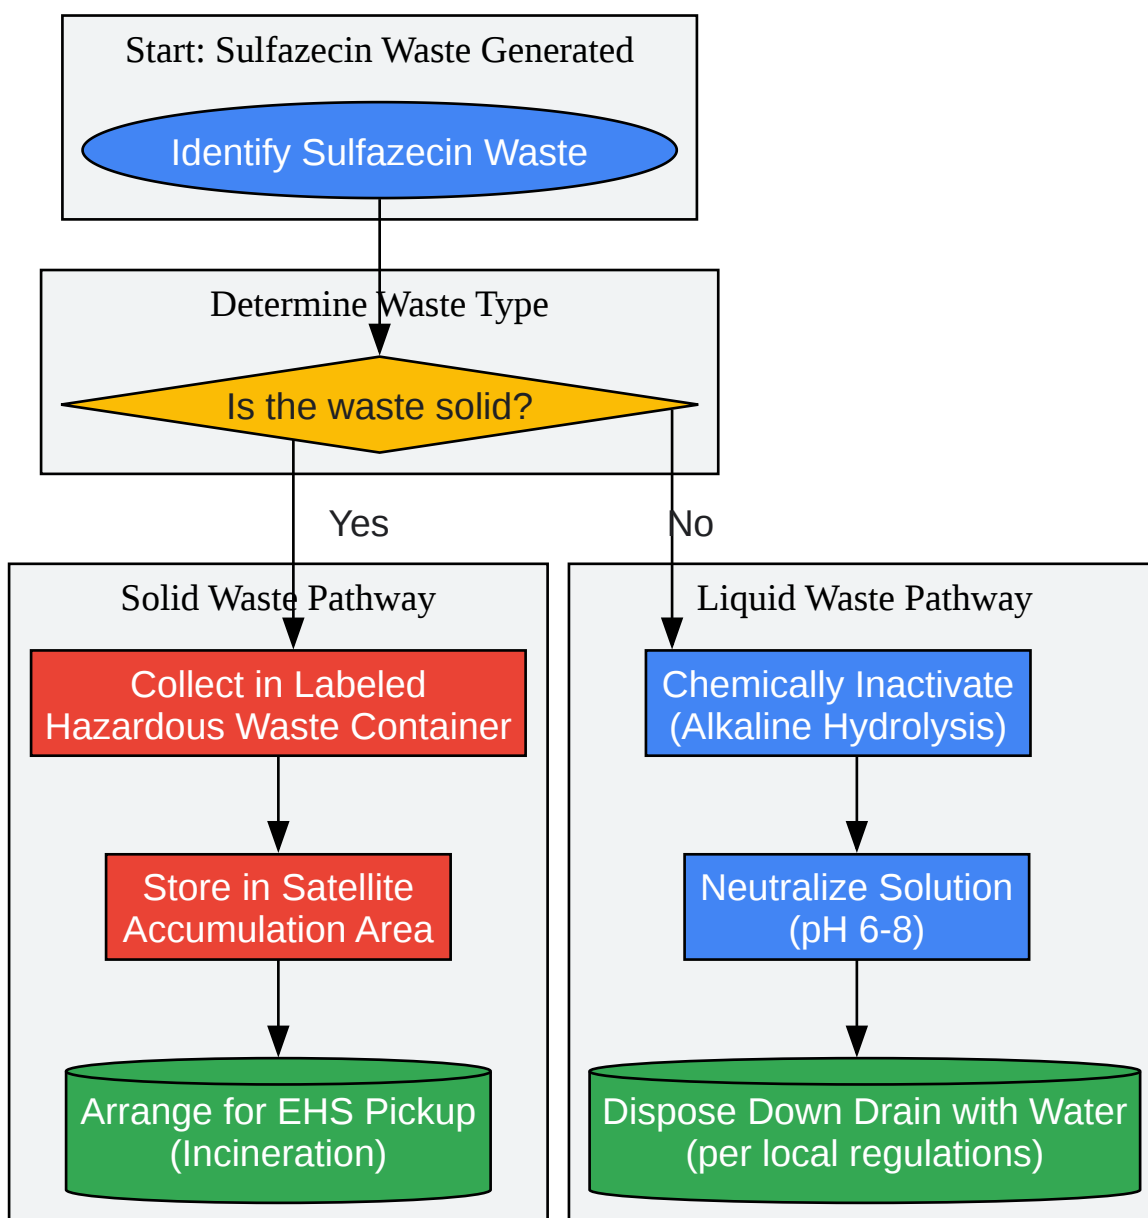 Start: Sulfazecin Waste Generated
Identify Sulfazecin Waste
Determine Waste Type
Is the waste solid?
Yes
No
Solid Waste Pathway
Collect in Labeled
Hazardous Waste Container
Store in Satellite
Accumulation Area
Arrange for EHS Pickup
(Incineration)
Liquid Waste Pathway
Chemically Inactivate
(Alkaline Hydrolysis)
Neutralize Solution
(pH 6-8)
Dispose Down Drain with Water
(per local regulations)